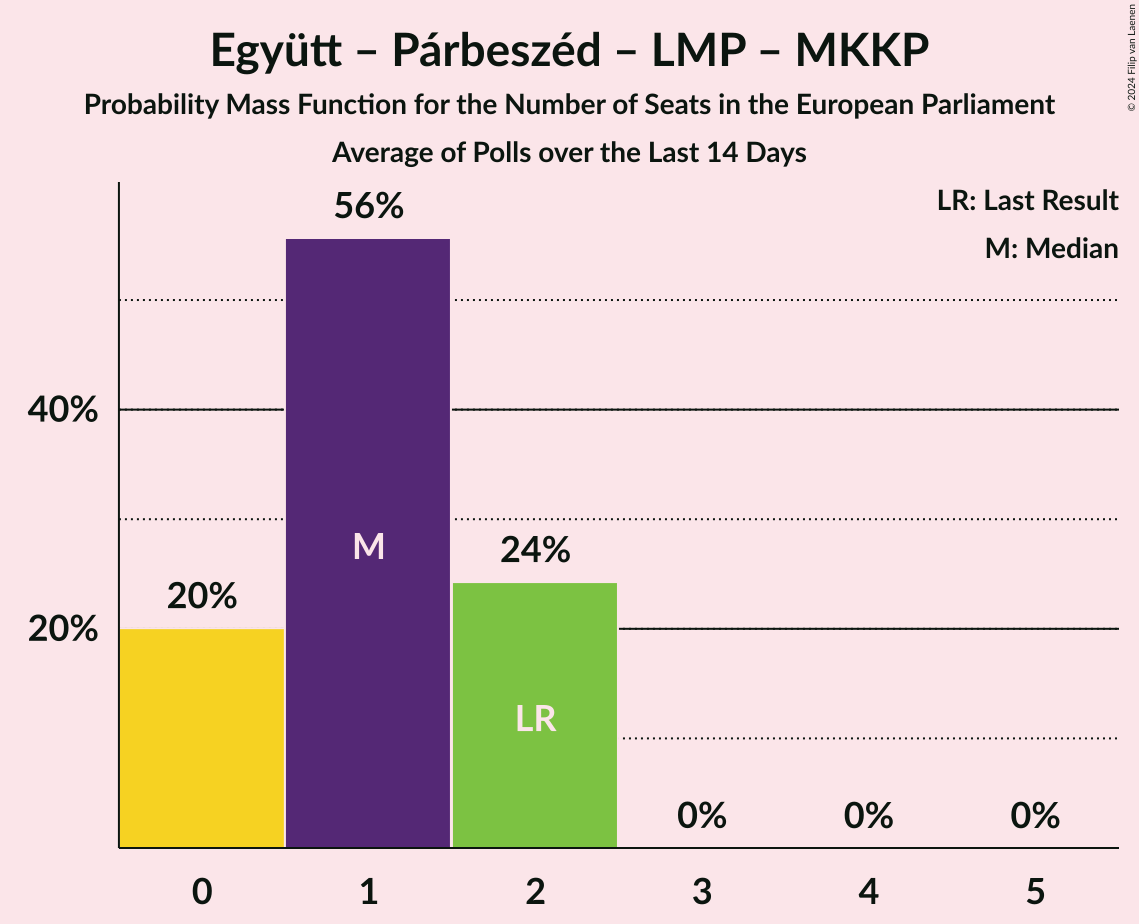 Együtt – Párbeszéd – LMP – MKKP
Probability Mass Function for the Number of Seats in the European Parliament
Average of Polls over the Last 14 Days
© 2024 Filip van Laenen
LR: Last Result
M: Median
56%
40%
M
24%
20%
20%
LR
0%
0%
0%
0
1
2
3
4
5